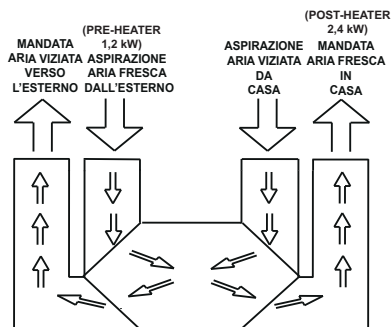 MANDATA
ARIA VIZIATA
VERSO
L'ESTERNO
(PRE-HEATER
1,2 kW)
ASPIRAZIONE
ARIA FRESCA
DALL'ESTERNO
ASPIRAZIONE
ARIA VIZIATA
DA
CASA
(POST-HEATER
2,4 kW)
MANDATA
ARIA FRESCA
IN
CASA